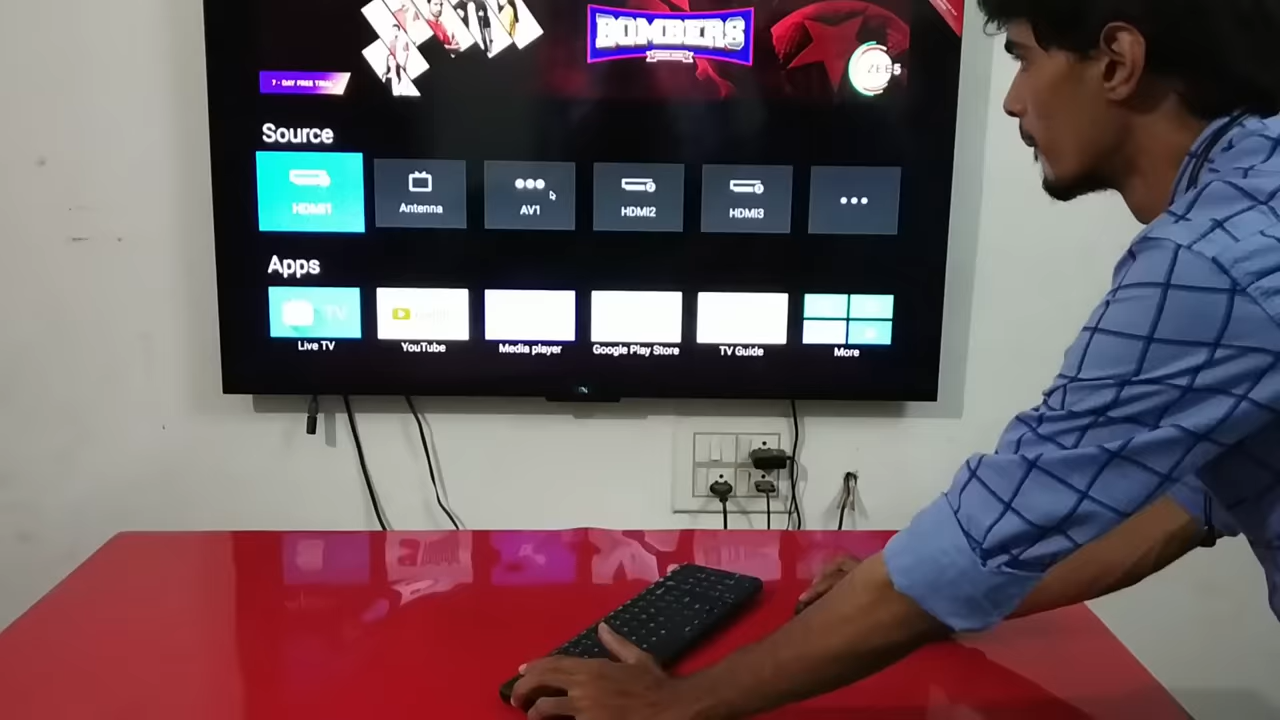 BOMBERS
7 - DAY FREE TRIAL
ZEE5
Source
HDMI1
Antenna
AV1
HDMI2
HDMI3
Apps
TV
Live TV
YouTube
Media player
Google Play Store
TV Guide
More